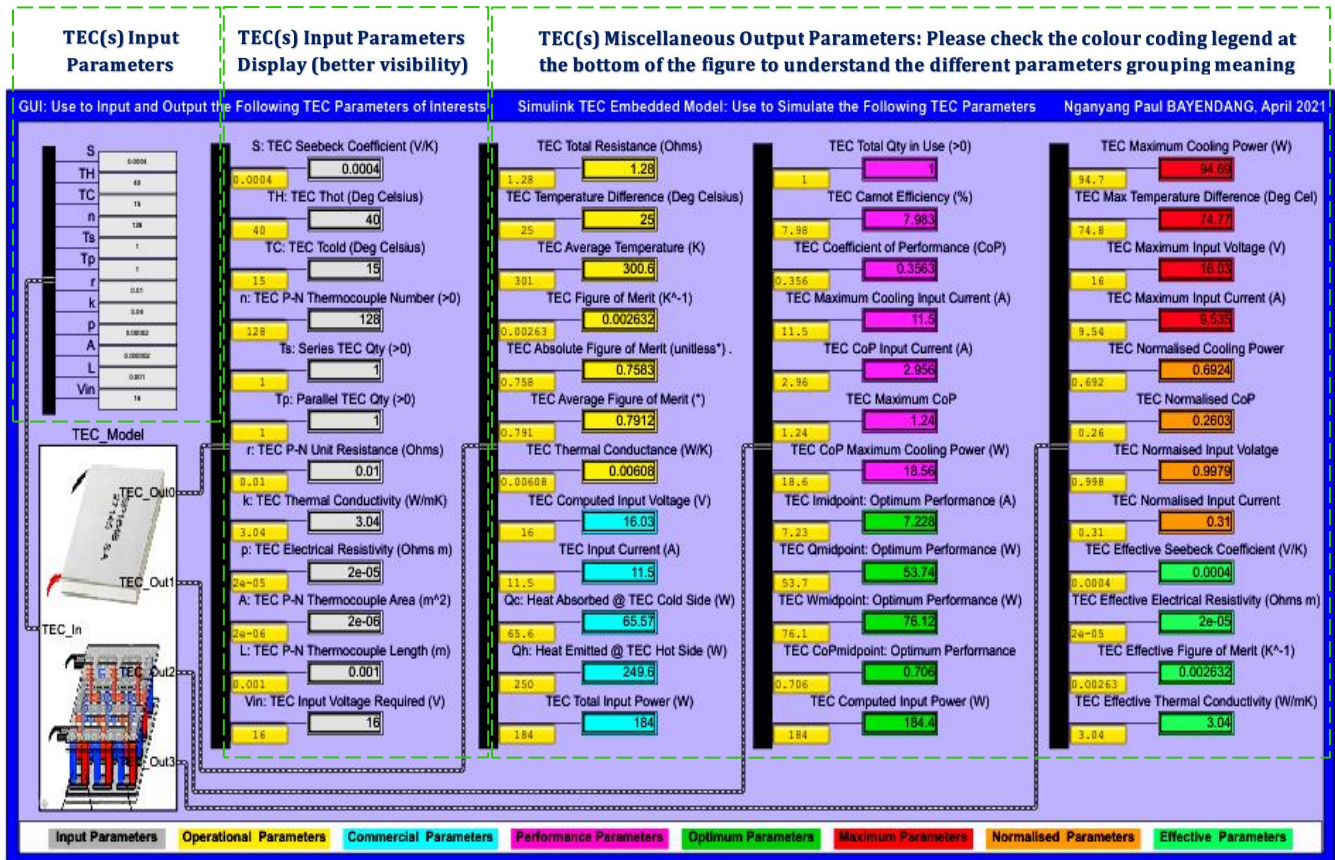 TEC(s) Input
Parameters
TEC(s) Input Parameters
Display (better visibility)
TEC(s) Miscellaneous Output Parameters: Please check the colour coding legend at
the bottom of the figure to understand the different parameters grouping meaning
GUI: Use to Input and Output the Following TEC Parameters of Interests
Simulink TEC Embedded Model: Use to Simulate the Following TEC Parameters
Nganyang Paul BAYENDANG, April 2021
S
0.0004
TH
40
TC
15
n
128
Ts
1
Tp
1
r
0.01
k
3.04
p
0.00002
A
0.000002
L
0.001
Vin
16
TEC_Model
TEC_Out0
TEC_Out1
TEC_In
TEC_Out2
TEC_Out3
S: TEC Seebeck Coefficient (V/K)
0.0004
0.0004
TH: TEC Thot (Deg Celsius)
40
40
TC: TEC Tcold (Deg Celsius)
15
15
n: TEC P-N Thermocouple Number (>0)
128
128
Ts: Series TEC Qty (>0)
1
1
Tp: Parallel TEC Qty (>0)
1
1
r: TEC P-N Unit Resistance (Ohms)
0.01
0.01
k: TEC Thermal Conductivity (W/mK)
3.04
3.04
p: TEC Electrical Resistivity (Ohms m)
2e-05
2e-05
A: TEC P-N Thermocouple Area (m^2)
2e-06
2e-06
L: TEC P-N Thermocouple Length (m)
0.001
0.001
Vin: TEC Input Voltage Required (V)
16
16
TEC Total Resistance (Ohms)
1.28
1.28
TEC Temperature Difference (Deg Celsius)
25
25
TEC Average Temperature (K)
300.6
301
TEC Figure of Merit (K^-1)
0.002632
0.00263
TEC Absolute Figure of Merit (unitless*) .
0.7583
0.758
TEC Average Figure of Merit (*)
0.7912
0.791
TEC Thermal Conductance (W/K)
0.00608
0.00608
TEC Computed Input Voltage (V)
16.03
16
TEC Input Current (A)
11.5
11.5
Qc: Heat Absorbed @ TEC Cold Side (W)
65.57
65.6
Qh: Heat Emitted @ TEC Hot Side (W)
249.6
250
TEC Total Input Power (W)
184
184
TEC Total Qty in Use (>0)
1
1
TEC Carnot Efficiency (%)
7.983
7.98
TEC Coefficient of Performance (CoP)
0.3563
0.356
TEC Maximum Cooling Input Current (A)
11.5
11.5
TEC CoP Input Current (A)
2.956
2.96
TEC Maximum CoP
1.24
1.24
TEC CoP Maximum Cooling Power (W)
18.56
18.6
TEC Imidpoint: Optimum Performance (A)
7.228
7.23
TEC Qmidpoint: Optimum Performance (W)
53.74
53.7
TEC Wmidpoint: Optimum Performance (W)
76.12
76.1
TEC CoPmidpoint: Optimum Performance
0.706
0.706
TEC Computed Input Power (W)
184.4
184
TEC Maximum Cooling Power (W)
94.69
94.7
TEC Max Temperature Difference (Deg Cel)
74.77
74.8
TEC Maximum Input Voltage (V)
16.03
16
TEC Maximum Input Current (A)
9.535
9.54
TEC Normalised Cooling Power
0.6924
0.692
TEC Normalised CoP
0.2603
0.26
TEC Normalised Input Volatge
0.9979
0.998
TEC Normalised Input Current
0.31
0.31
TEC Effective Seebeck Coefficient (V/K)
0.0004
0.0004
TEC Effective Electrical Resistivity (Ohms m)
2e-05
2e-05
TEC Effective Figure of Merit (K^-1)
0.002632
0.00263
TEC Effective Thermal Conductivity (W/mK)
3.04
3.04
Input Parameters
Operational Parameters
Commercial Parameters
Performance Parameters
Optimum Parameters
Maximum Parameters
Normalised Parameters
Effective Parameters